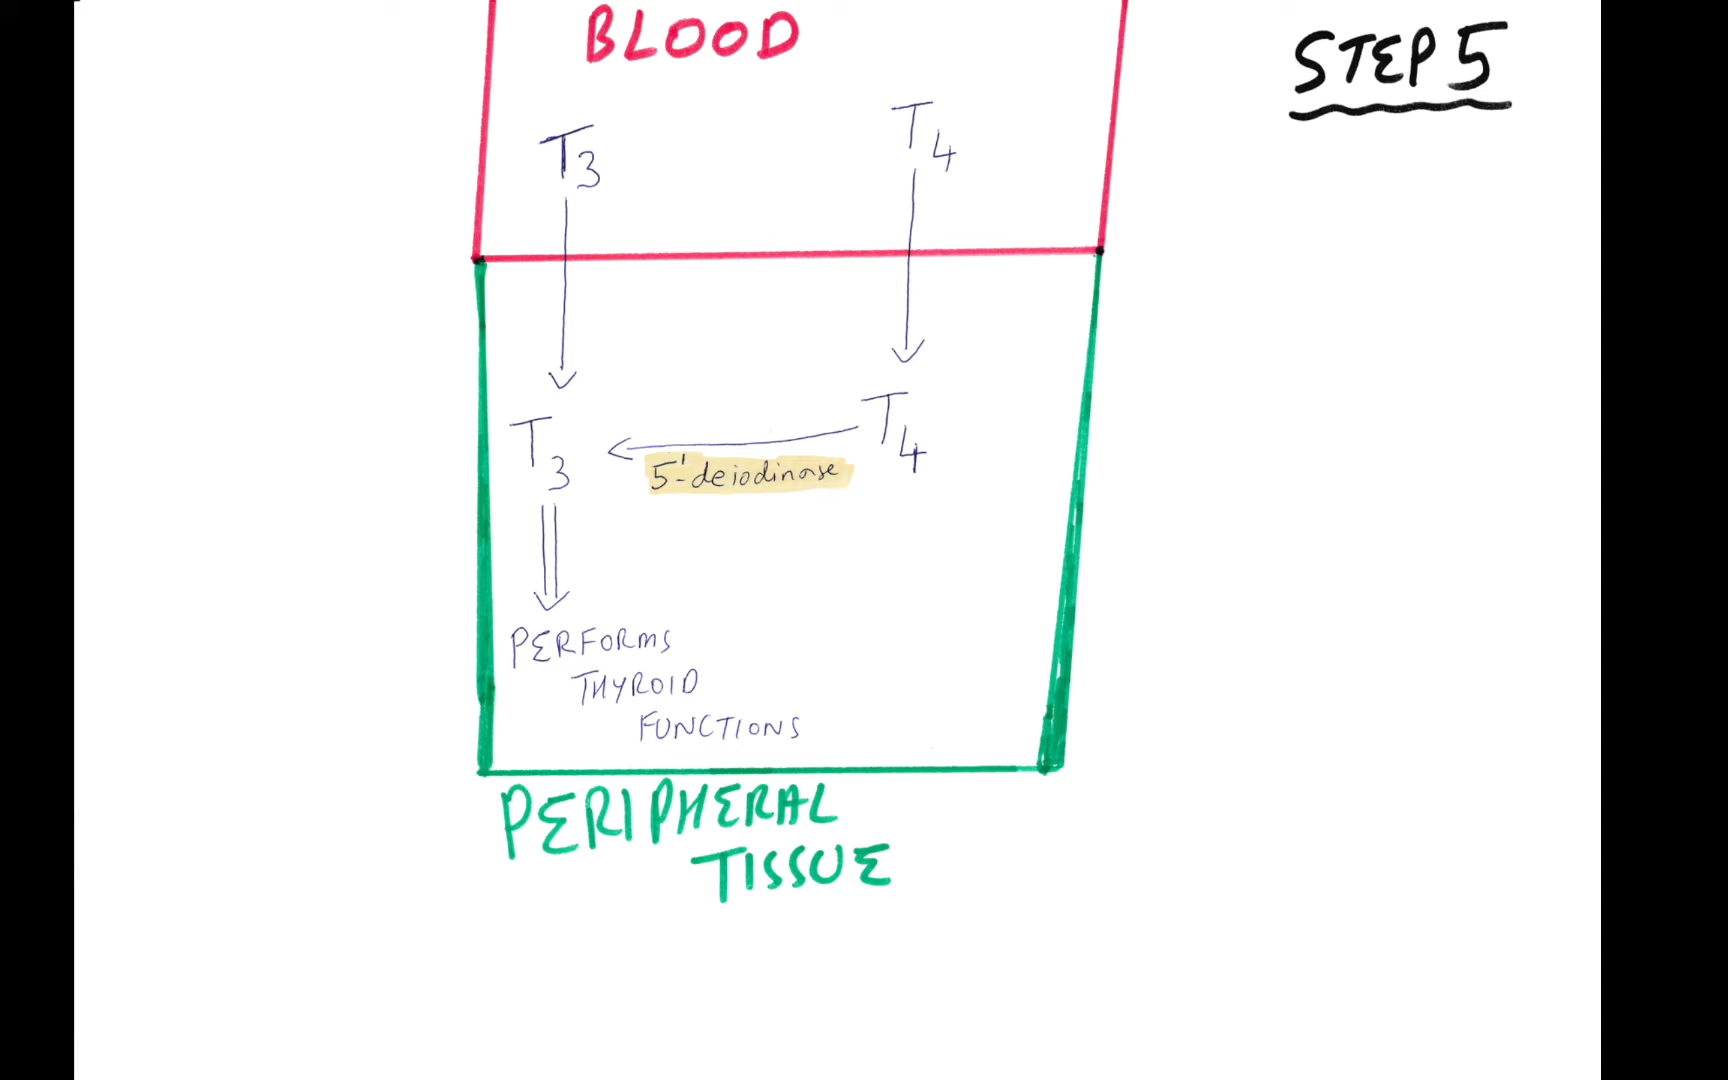 BLOOD
STEP 5
T3
T4
T3
T4
5'-deiodinase
PERFORMS
THYROID
FUNCTIONS
PERIPHERAL
TISSUE